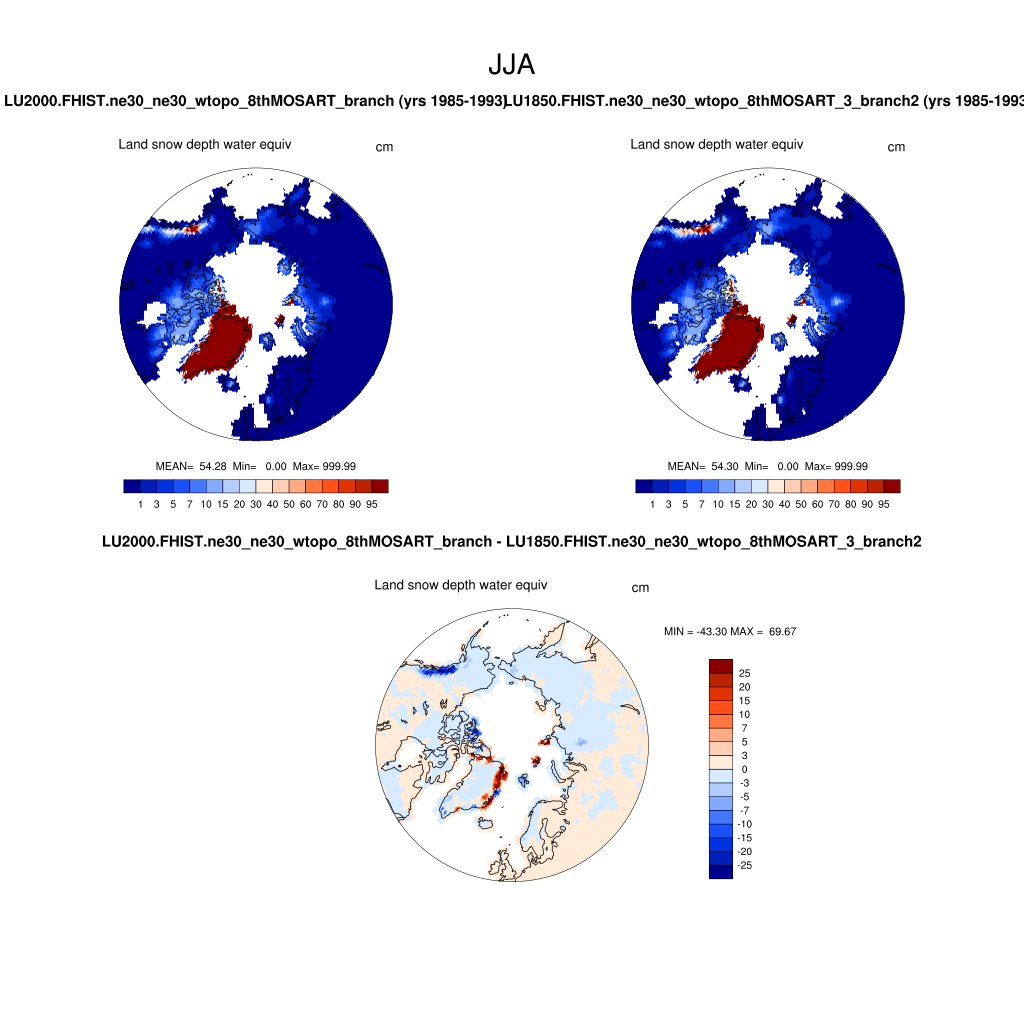 JJA
LU2000.FHIST.ne30_ne30_wtopo_8thMOSART_branch (yrs 1985-1993)
LU1850.FHIST.ne30_ne30_wtopo_8thMOSART_3_branch2 (yrs 1985-1993
Land snow depth water equiv cm
Land snow depth water equiv cm
MEAN= 54.28 Min= 0.00 Max= 999.99
MEAN= 54.30 Min= 0.00 Max= 999.99
1 3 5 7 10 15 20 30 40 50 60 70 80 90 95
1 3 5 7 10 15 20 30 40 50 60 70 80 90 95
LU2000.FHIST.ne30_ne30_wtopo_8thMOSART_branch - LU1850.FHIST.ne30_ne30_wtopo_8thMOSART_3_branch2
Land snow depth water equiv cm
MIN = -43.30 MAX = 69.67
25
20
15
10
7
5
3
0
-3
-5
-7
-10
-15
-20
-25